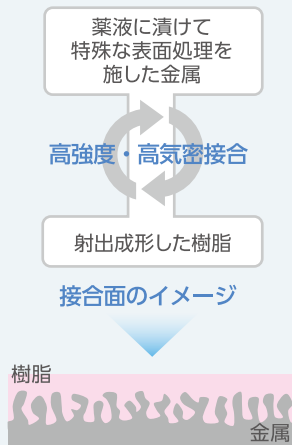 薬液に漬けて
特殊な表面処理を
施した金属
高強度・高気密接合
射出成形した樹脂
接合面のイメージ
樹脂
金属